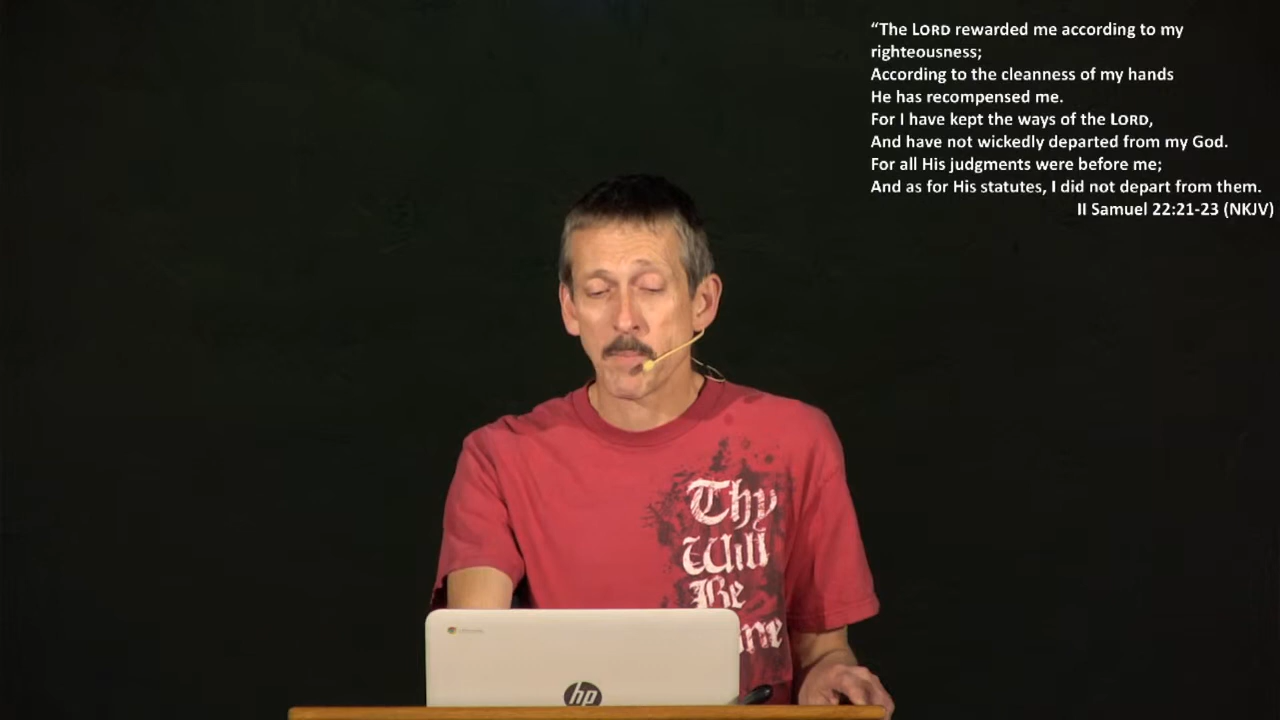 “The LORD rewarded me according to my
righteousness;
According to the cleanness of my hands
He has recompensed me.
For I have kept the ways of the LORD,
And have not wickedly departed from my God.
For all His judgments were before me;
And as for His statutes, I did not depart from them.
II Samuel 22:21-23 (NKJV)
Thy
Will
Be
hp